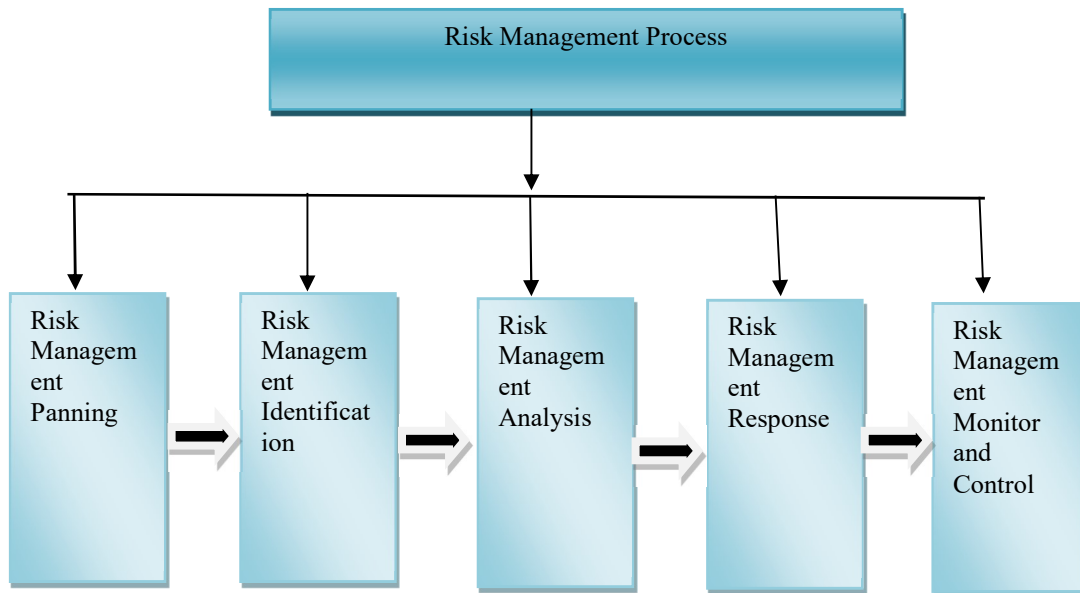 Risk Management Process
Risk
Managem
ent
Panning
Risk
Managem
ent
Identificat
ion
Risk
Managem
ent
Analysis
Risk
Managem
ent
Response
Risk
Managem
ent
Monitor
and
Control